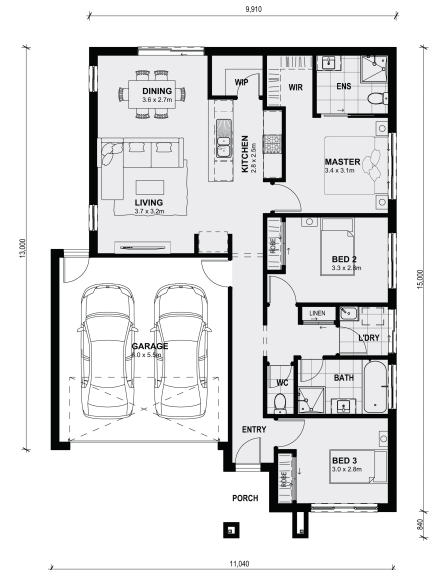 9,910
DINING
3.6 x 2.7m
WIP
WIR
ENS
KITCHEN
2.8 x 2.5m
MASTER
3.4 x 3.1m
LIVING
3.7 x 3.2m
13,000
15,000
ROBE
BED 2
3.3 x 2.8m
LINEN
L'DRY
GARAGE
6.0 x 5.5m
WC
BATH
ENTRY
BED 3
3.0 x 2.8m
ROBE
PORCH
840
11,040